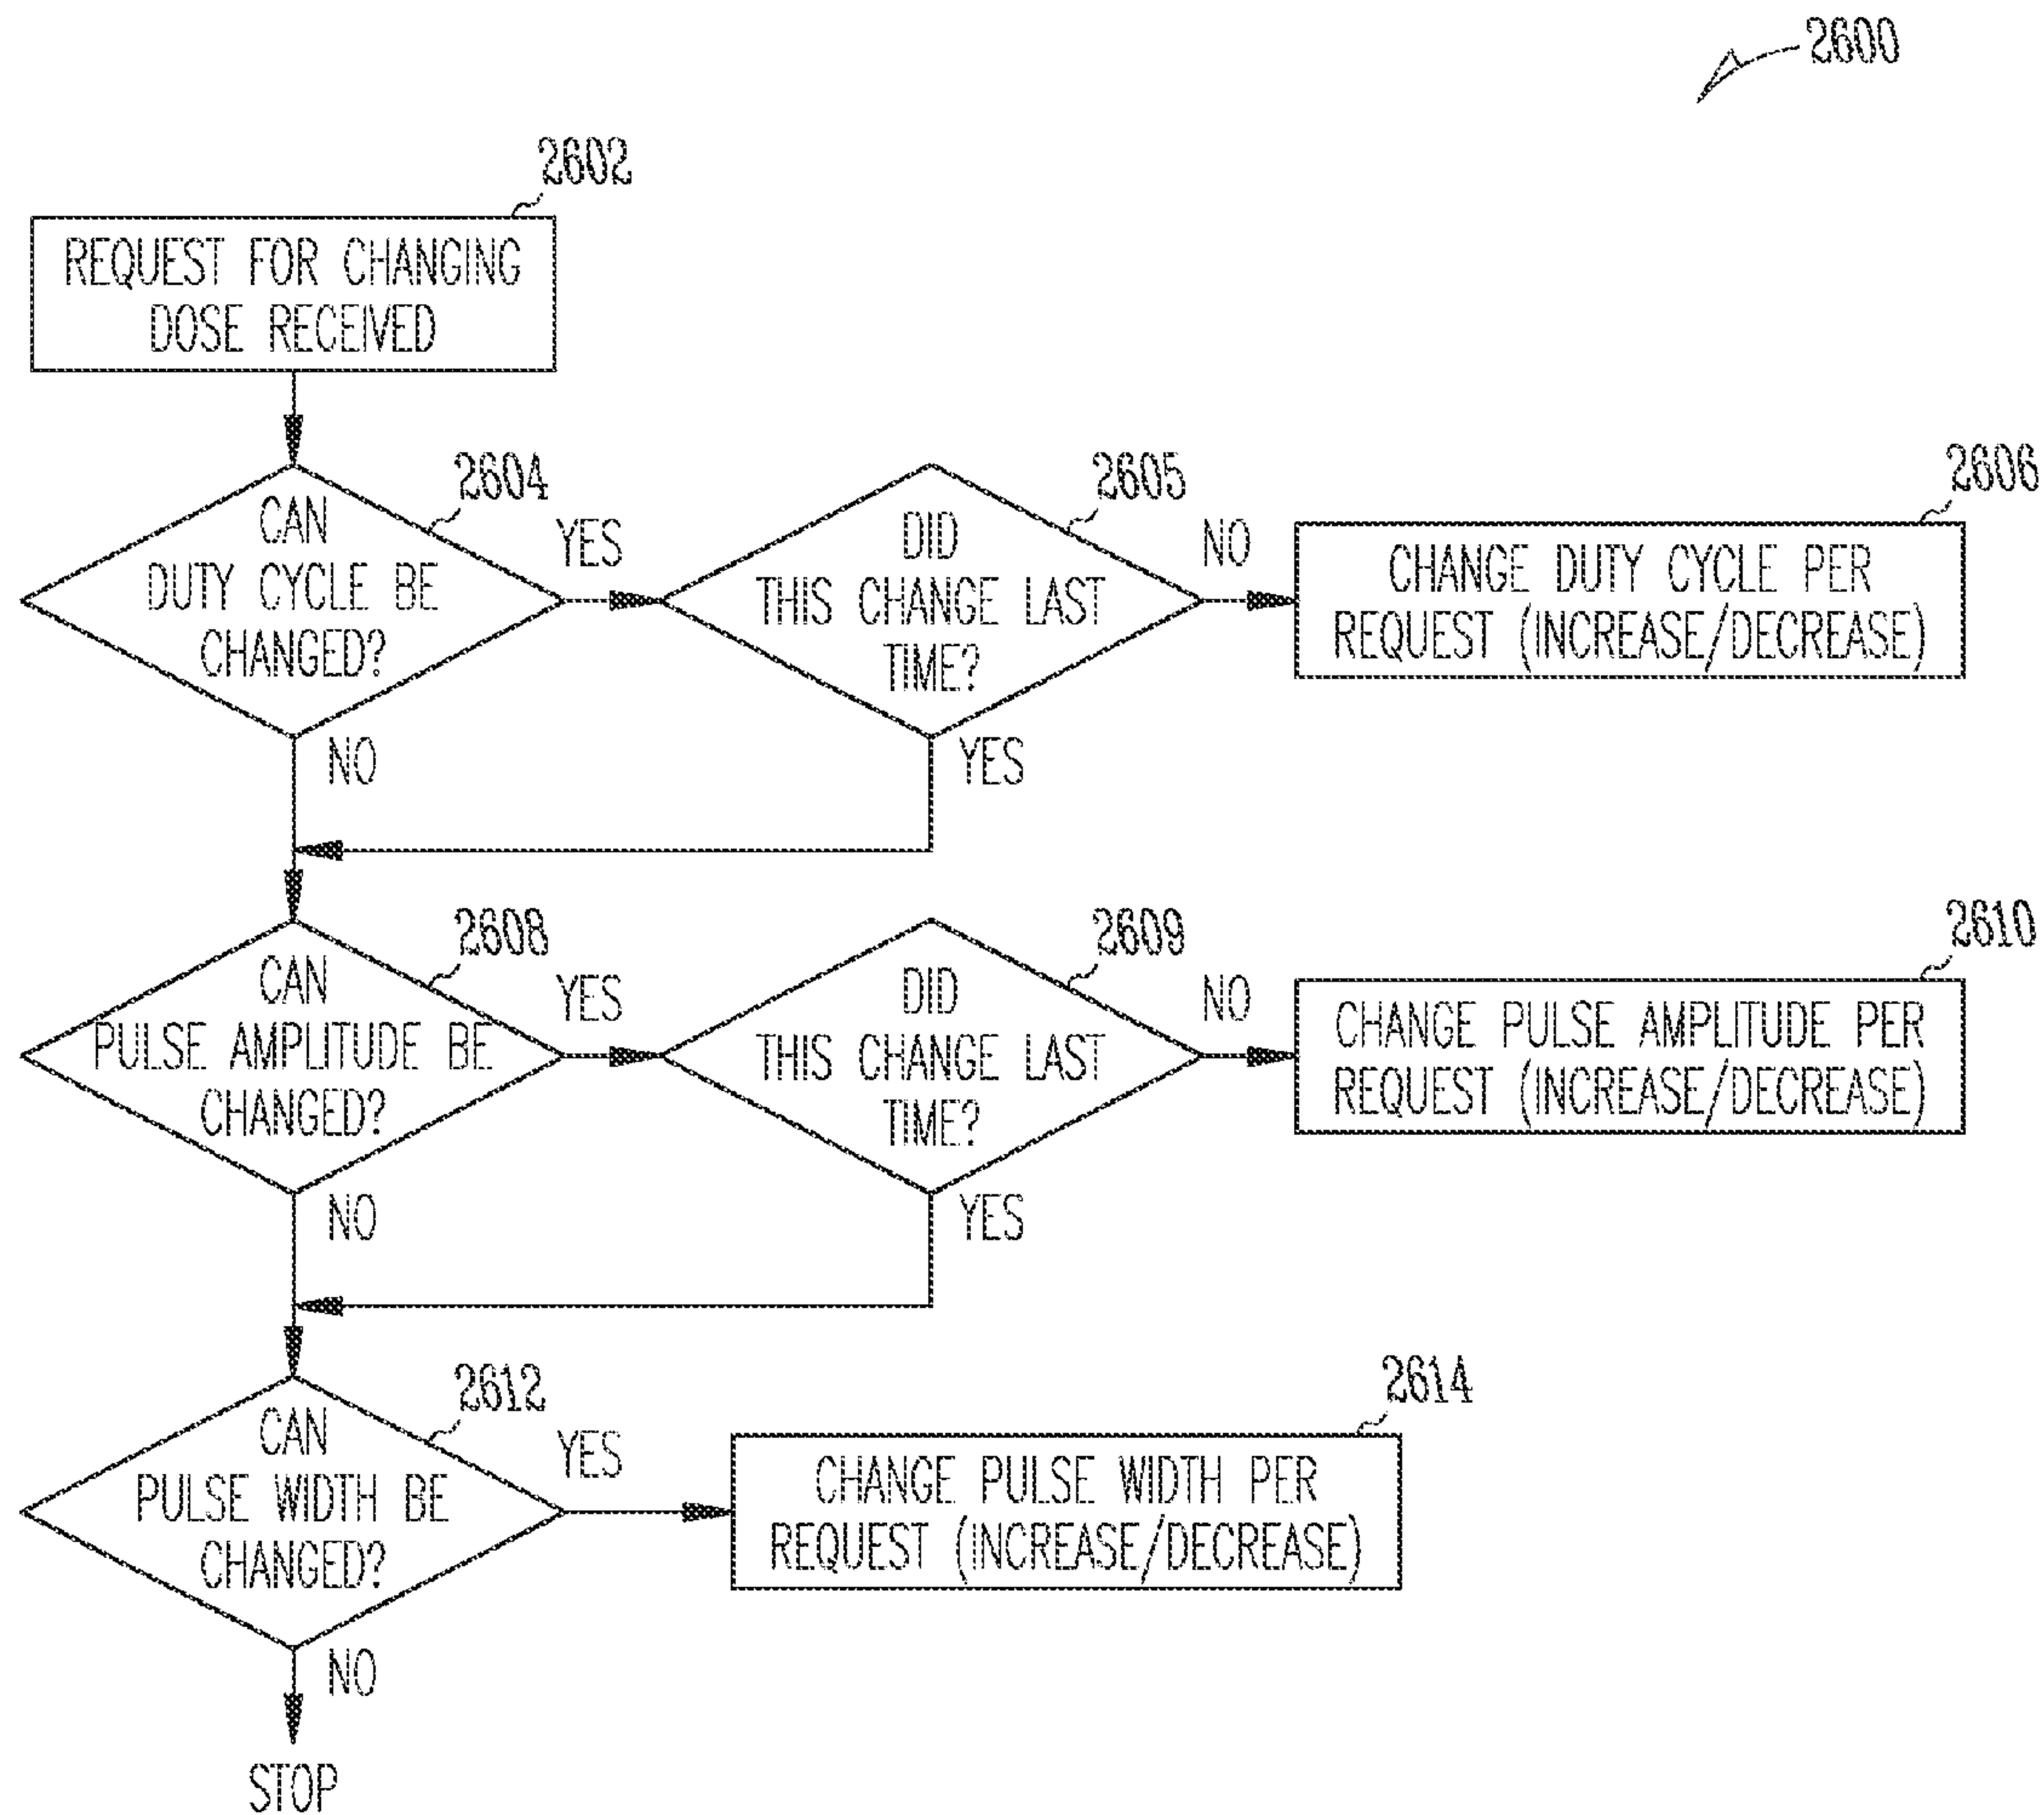 2600
2602
REQUEST FOR CHANGING
DOSE RECEIVED
2604
CAN
DUTY CYCLE BE
CHANGED?
YES
NO
2605
DID
THIS CHANGE LAST
TIME?
NO
YES
2606
CHANGE DUTY CYCLE PER
REQUEST (INCREASE/DECREASE)
2608
CAN
PULSE AMPLITUDE BE
CHANGED?
YES
NO
2609
DID
THIS CHANGE LAST
TIME?
NO
YES
2610
CHANGE PULSE AMPLITUDE PER
REQUEST (INCREASE/DECREASE)
2612
CAN
PULSE WIDTH BE
CHANGED?
YES
NO
2614
CHANGE PULSE WIDTH PER
REQUEST (INCREASE/DECREASE)
STOP